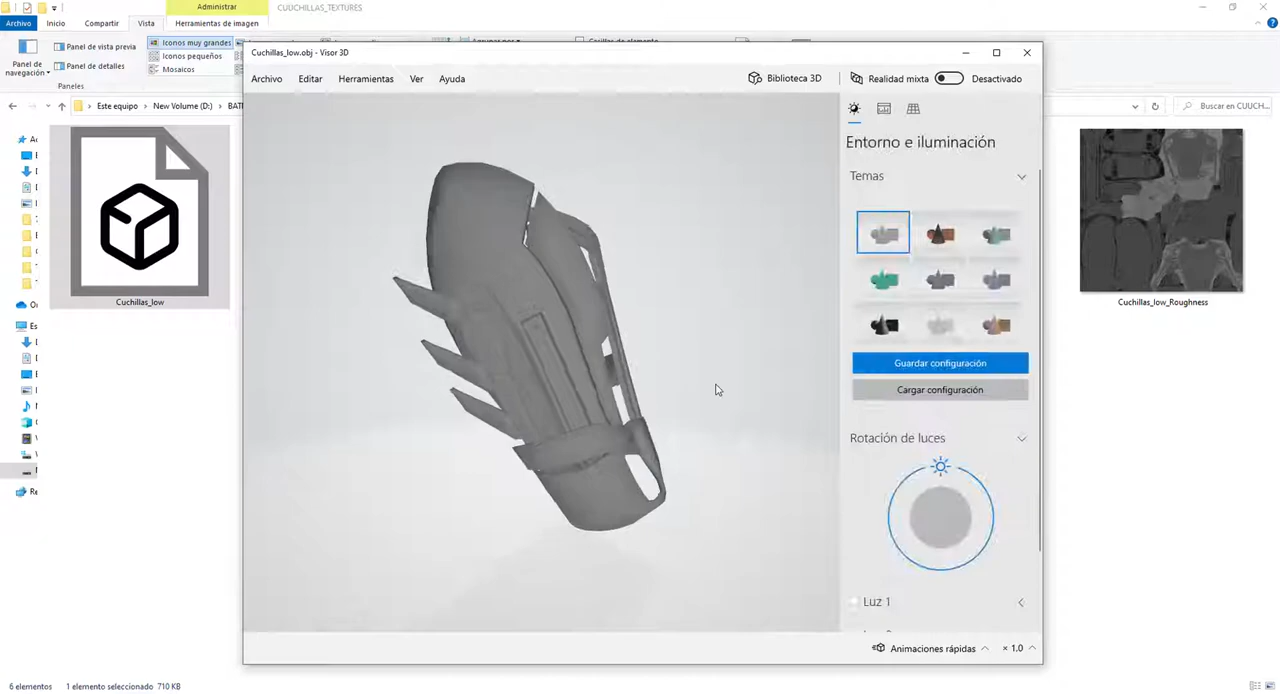 Administrar
CUUCHILLAS_TEXTURES
Archivo
Inicio
Compartir
Vista
Herramientas de imagen
Panel de navegación
Panel de vista previa
Panel de detalles
Iconos muy grandes
Iconos pequeños
Mosaicos
Paneles
Este equipo
New Volume (D:)
Buscar en CUUCH...
Cuchillas_low.obj - Visor 3D
Archivo
Editar
Herramientas
Ver
Ayuda
Biblioteca 3D
Realidad mixta
Desactivado
Entorno e iluminación
Temas
Guardar configuración
Cargar configuración
Rotación de luces
Luz 1
Animaciones rápidas
× 1.0
Cuchillas_low
Cuchillas_low_Roughness
6 elementos
1 elemento seleccionado
710 KB